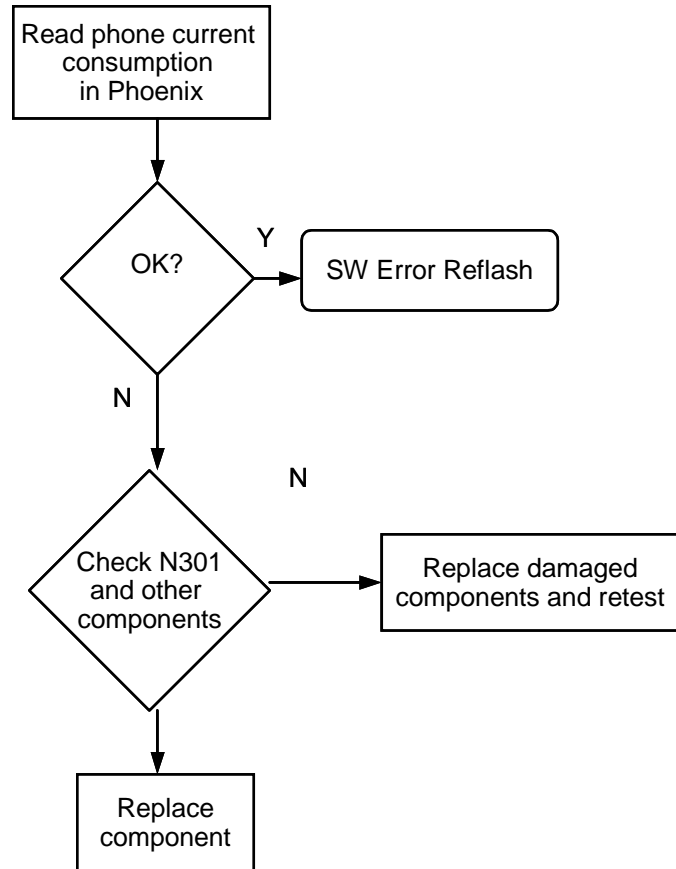 Read phone current
consumption
in Phoenix
OK?
Y
SW Error Reflash
N
N
Check N301
and other
components
Replace damaged
components and retest
Replace
component